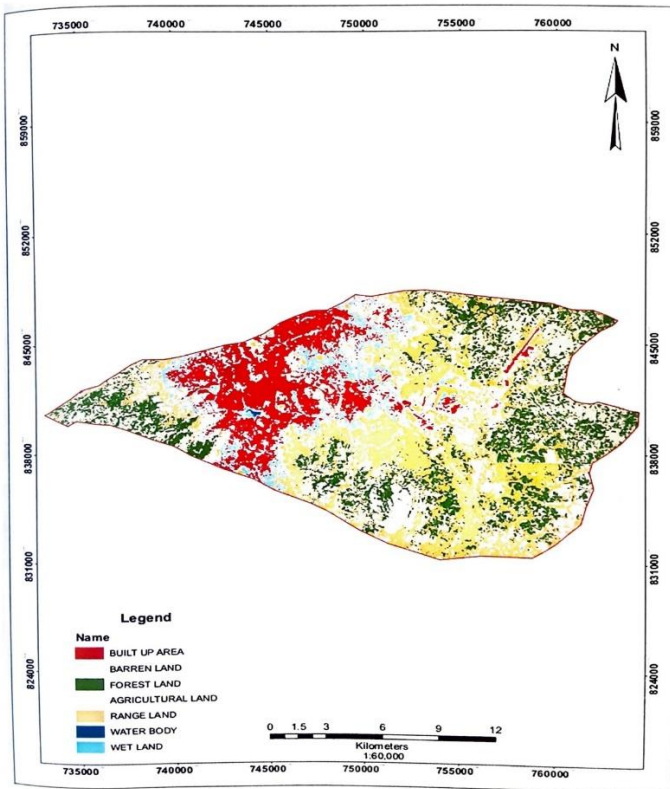 735000 740000 745000 750000 755000 760000
N
859000 859000
852000 852000
845000 845000
838000 838000
831000 831000
824000 824000
Legend
Name
BUILT UP AREA
BARREN LAND
FOREST LAND
AGRICULTURAL LAND
RANGE LAND
WATER BODY
WET LAND
0 1.5 3 6 9 12
Kilometers
1:60,000
735000 740000 745000 750000 755000 760000